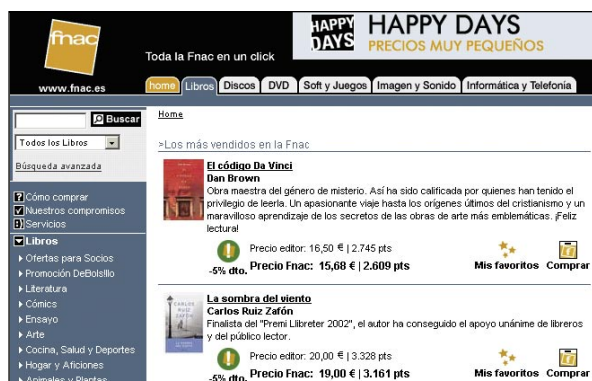 fnac
www.fnac.es
Toda la Fnac en un click
HAPPY DAYS
HAPPY DAYS
PRECIOS MUY PEQUEÑOS
home Libros Discos DVD Soft y Juegos Imagen y Sonido Informática y Telefonía
Buscar
Todos los Libros
Búsqueda avanzada
? Cómo comprar
Nuestros compromisos
Servicios
Libros
Ofertas para Socios
Promoción DeBols!llo
Literatura
Cómics
Ensayo
Arte
Cocina, Salud y Deportes
Hogar y Aficiones
Animales y Plantas
Home
>Los más vendidos en la Fnac
El código Da Vinci
Dan Brown
Obra maestra del género de misterio. Así ha sido calificada por quienes han tenido el
privilegio de leerla. Un apasionante viaje hasta los orígenes últimos del cristianismo y un
maravilloso aprendizaje de los secretos de las obras de arte más emblemáticas. ¡Feliz
lectura!
Precio editor: 16,50 € | 2.745 pts
-5% dto. Precio Fnac: 15,68 € | 2.609 pts
Mis favoritos Comprar
La sombra del viento
Carlos Ruiz Zafón
Finalista del "Premi Llibreter 2002", el autor ha conseguido el apoyo unánime de libreros
y del público lector.
CARLOS
RUIZ
ZAFÓN
Precio editor: 20,00 € | 3.328 pts
-5% dto. Precio Fnac: 19,00 € | 3.161 pts
Mis favoritos Comprar